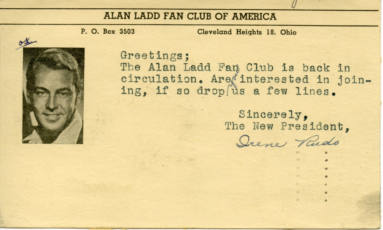 ALAN LADD FAN CLUB OF AMERICA
P. O. Box 3503 Cleveland Heights 18. Ohio
Greetings;
The Alan Ladd Fan Club is back in
circulation. Are interested in join-
ing, if so drop us a few lines.
Sincerely,
The New President,
Irene